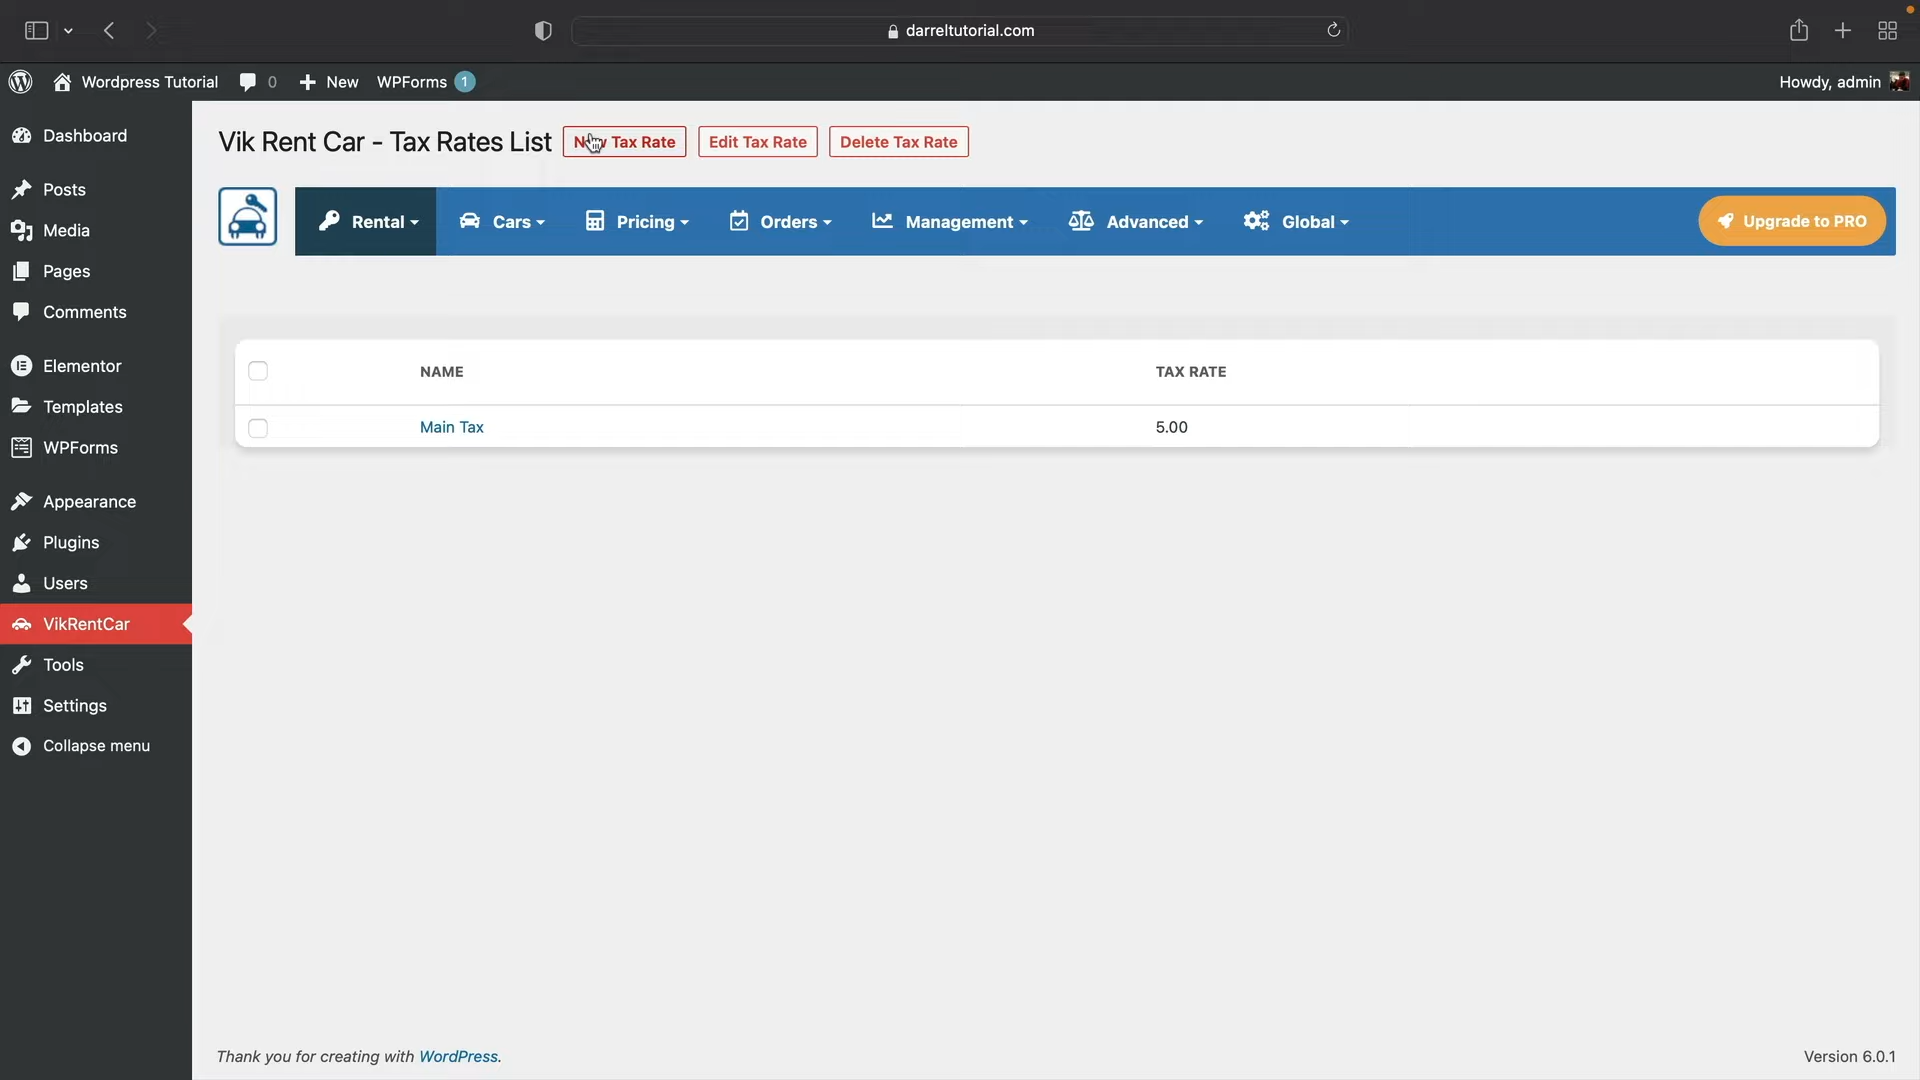 darreltutorial.com
Wordpress Tutorial
0
New
WPForms
1
Howdy, admin
Dashboard
Posts
Media
Pages
Comments
Elementor
Templates
WPForms
Appearance
Plugins
Users
VikRentCar
Tools
Settings
Collapse menu
Vik Rent Car - Tax Rates List
New Tax Rate
Edit Tax Rate
Delete Tax Rate
Rental
Cars
Pricing
Orders
Management
Advanced
Global
Upgrade to PRO
NAME
TAX RATE
Main Tax
5.00
Thank you for creating with WordPress.
Version 6.0.1